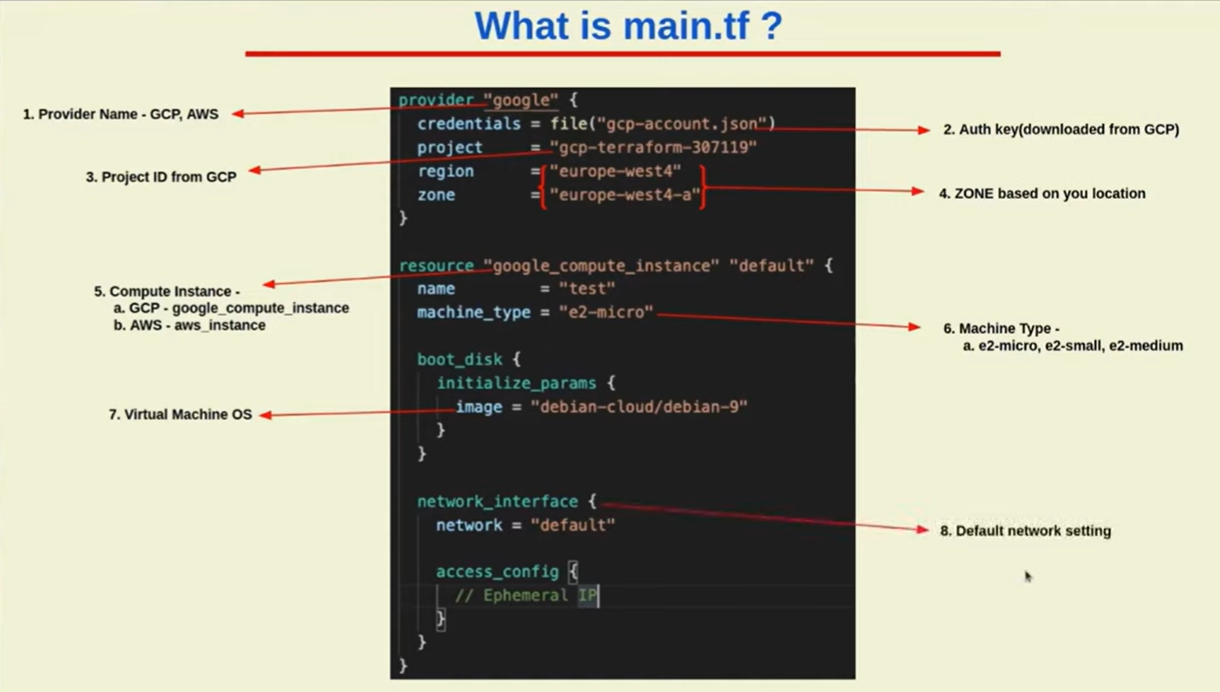 What is main.tf ?
1. Provider Name - GCP, AWS
2. Auth key(downloaded from GCP)
3. Project ID from GCP
4. ZONE based on you location
5. Compute Instance -
a. GCP - google_compute_instance
b. AWS - aws_instance
6. Machine Type -
a. e2-micro, e2-small, e2-medium
7. Virtual Machine OS
8. Default network setting
provider "google" {
  credentials = file("gcp-account.json")
  project     = "gcp-terraform-307119"
  region      = "europe-west4"
  zone        = "europe-west4-a"
}
resource "google_compute_instance" "default" {
  name         = "test"
  machine_type = "e2-micro"
  boot_disk {
    initialize_params {
      image = "debian-cloud/debian-9"
    }
  }
  network_interface {
    network = "default"
    access_config {
      // Ephemeral IP
    }
  }
}